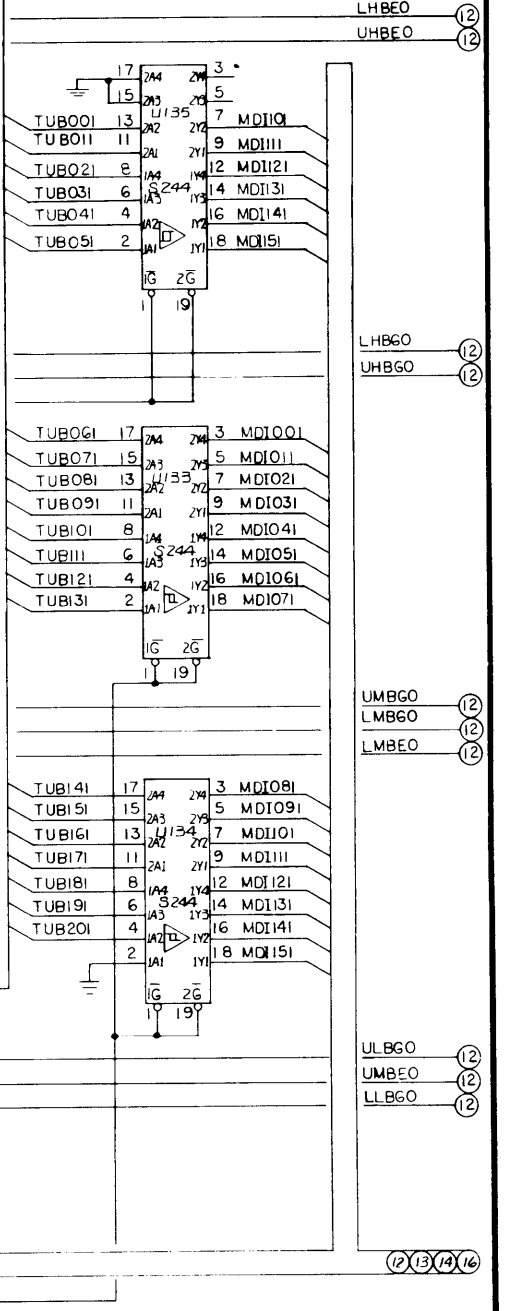 LHBEO
12
UHBEO
12
17 2A4 2Y4 3
15 2A3 2Y3 5
U135
TUB001 13 2A2 2Y2 7 MDI101
TUB011 11 2A1 2Y1 9 MDI111
TUB021 8 1A4 1Y4 12 MDI121
S244
TUB031 6 1A3 1Y3 14 MDI131
TUB041 4 1A2 1Y2 16 MDI141
TUB051 2 1A1 1Y1 18 MDI151
1G 2G
1 19
LHBGO
12
UHBGO
12
TUB061 17 2A4 2Y4 3 MDI001
TUB071 15 2A3 2Y3 5 MDI011
U133
TUB081 13 2A2 2Y2 7 MDI021
TUB091 11 2A1 2Y1 9 MDI031
TUB101 8 1A4 1Y4 12 MDI041
S244
TUB111 6 1A3 1Y3 14 MDI051
TUB121 4 1A2 1Y2 16 MDI061
TUB131 2 1A1 1Y1 18 MDI071
1G 2G
1 19
UMBGO
12
LMBGO
12
LMBEO
12
TUB141 17 2A4 2Y4 3 MDI081
TUB151 15 2A3 2Y3 5 MDI091
U134
TUB161 13 2A2 2Y2 7 MDI101
TUB171 11 2A1 2Y1 9 MDI111
TUB181 8 1A4 1Y4 12 MDI121
S244
TUB191 6 1A3 1Y3 14 MDI131
TUB201 4 1A2 1Y2 16 MDI141
2 1A1 1Y1 18 MDI151
1G 2G
1 19
ULBGO
12
UMBEO
12
LLBGO
12
12 13 14 16